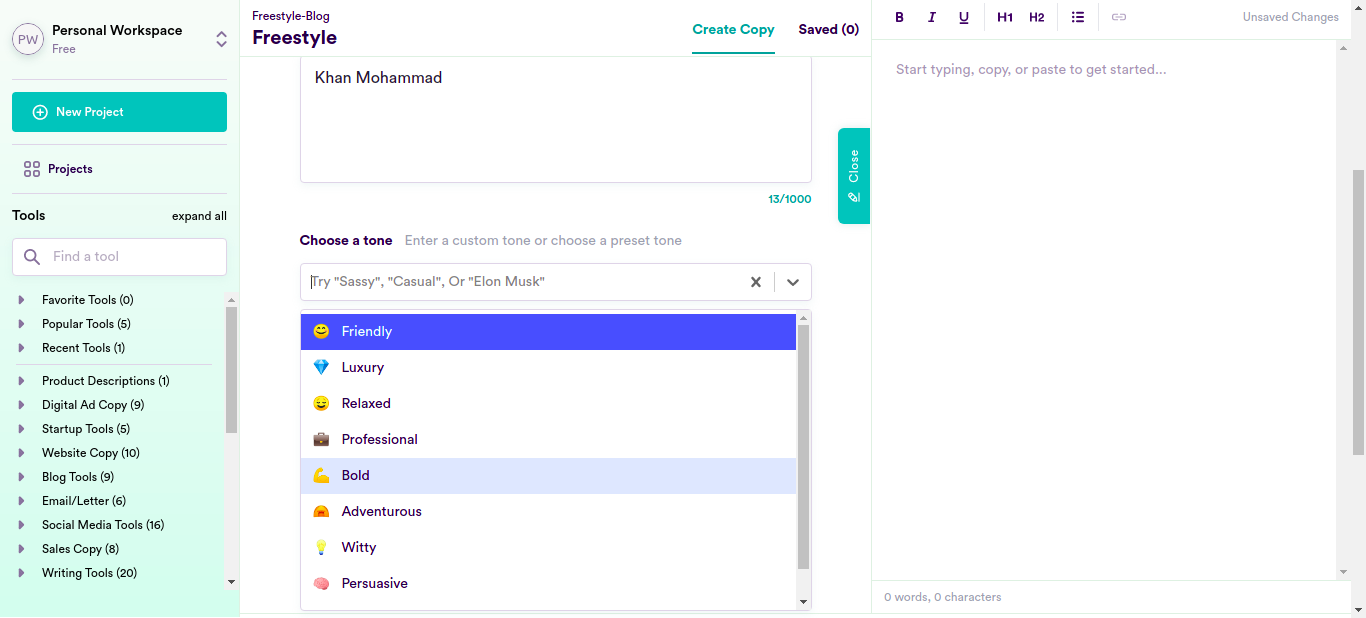 PW
Personal Workspace
Free
New Project
Projects
Tools
expand all
Find a tool
Favorite Tools (0)
Popular Tools (5)
Recent Tools (1)
Product Descriptions (1)
Digital Ad Copy (9)
Startup Tools (5)
Website Copy (10)
Blog Tools (9)
Email/Letter (6)
Social Media Tools (16)
Sales Copy (8)
Writing Tools (20)
Freestyle-Blog
Freestyle
Create Copy
Saved (0)
Khan Mohammad
13/1000
Choose a tone Enter a custom tone or choose a preset tone
Try "Sassy", "Casual", Or "Elon Musk"
Friendly
Luxury
Relaxed
Professional
Bold
Adventurous
Witty
Persuasive
Close
B I U H1 H2
Unsaved Changes
Start typing, copy, or paste to get started...
0 words, 0 characters